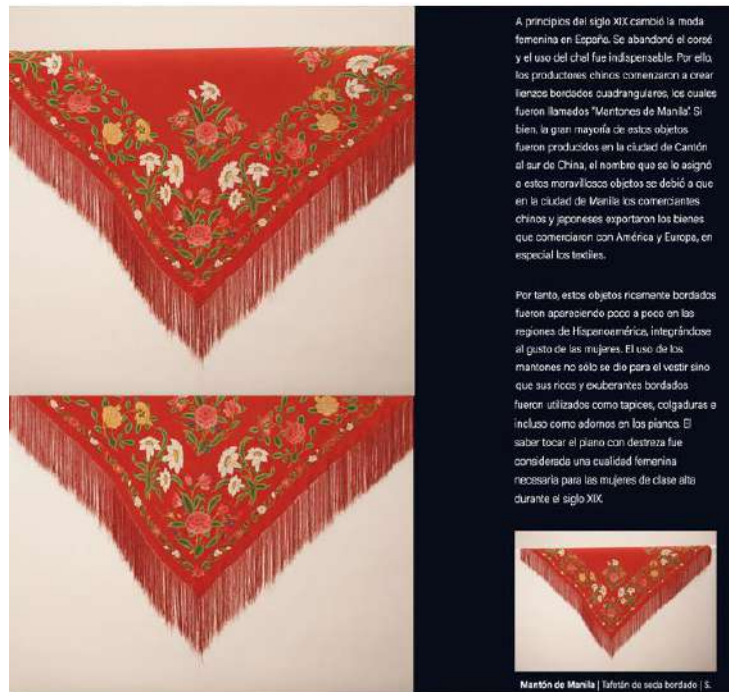 A principios del siglo XIX cambió la moda
femenina en España. Se abandonó el corsé
y el uso del chal fue indispensable. Por ello,
los productores chinos comenzaron a crear
lienzos bordados cuadrangulares, los cuales
fueron llamados "Mantones de Manila". Si
bien, la gran mayoría de estos objetos
fueron producidos en la ciudad de Cantón
al sur de China, el nombre que se le asignó
a estos maravillosos objetos se debió a que
en la ciudad de Manila los comerciantes
chinos y japoneses exportaron los bienes
que comerciaron con América y Europa, en
especial los textiles.
Por tanto, estos objetos ricamente bordados
fueron apareciendo poco a poco en las
regiones de Hispanoamérica, integrándose
al gusto de las mujeres. El uso de los
mantones no sólo se dio para el vestir sino
que sus ricos y exuberantes bordados
fueron utilizados como tapices, colgaduras e
incluso como adornos en los pianos. El
saber tocar el piano con destreza fue
considerada una cualidad femenina
necesaria para las mujeres de clase alta
durante el siglo XIX.
Mantón de Manila | Tafetán de seda bordado | S.